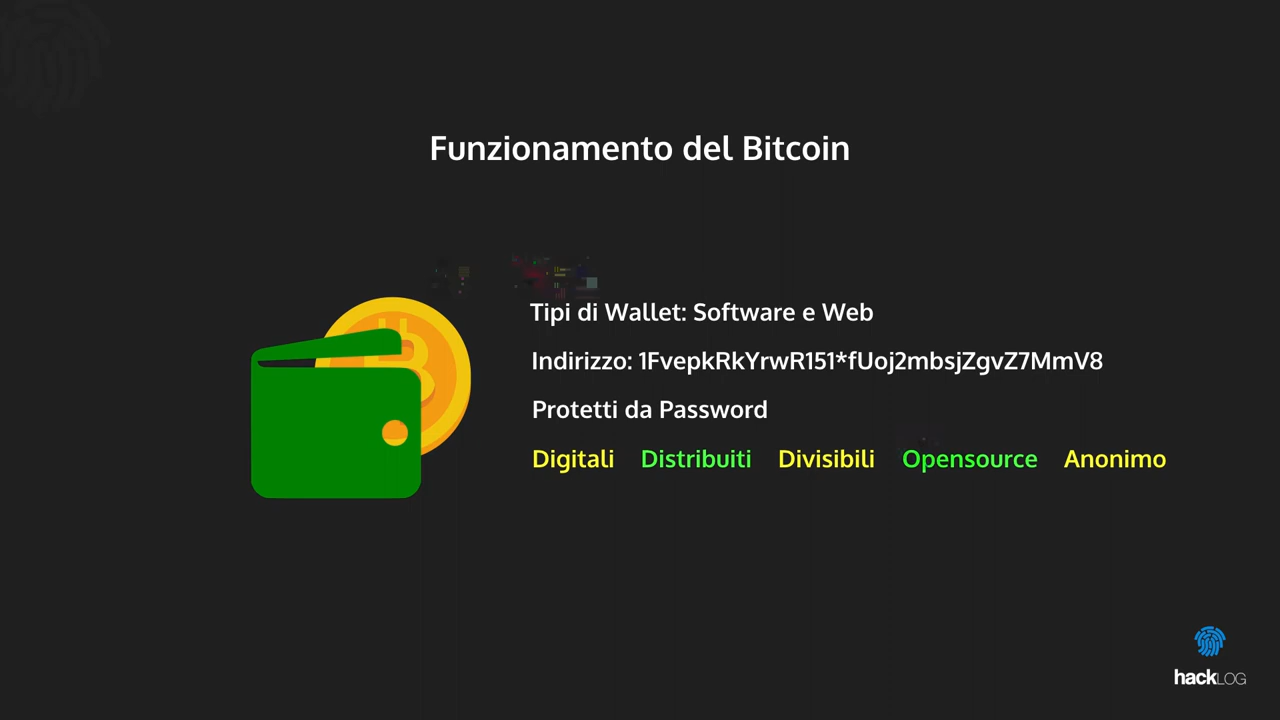 Funzionamento del Bitcoin
Tipi di Wallet: Software e Web
Indirizzo: 1FvepkRkYrwR151*fUoj2mbsjZgvZ7MmV8
Protetti da Password
Digitali Distribuiti Divisibili Opensource Anonimo
hackLOG